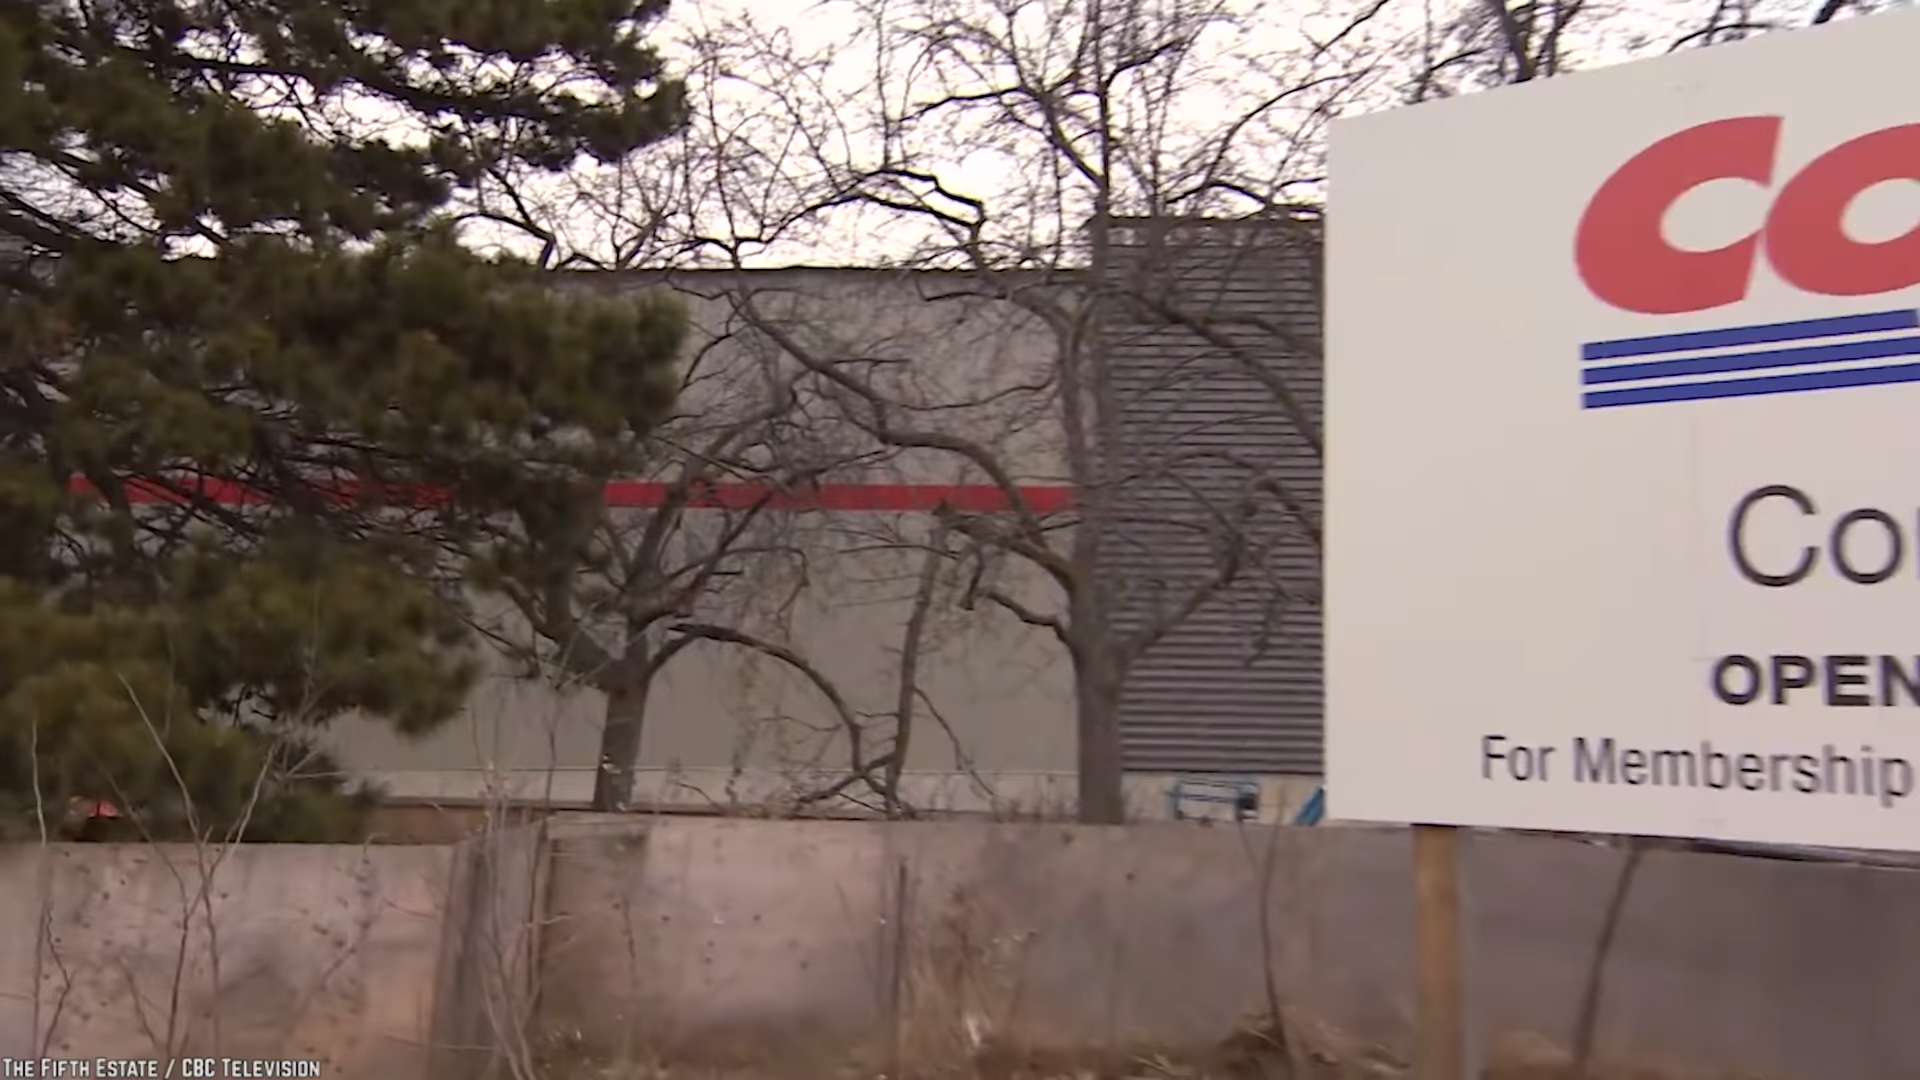 CO
Co
OPEN
For Membership
THE FIFTH ESTATE / CBC TELEVISION